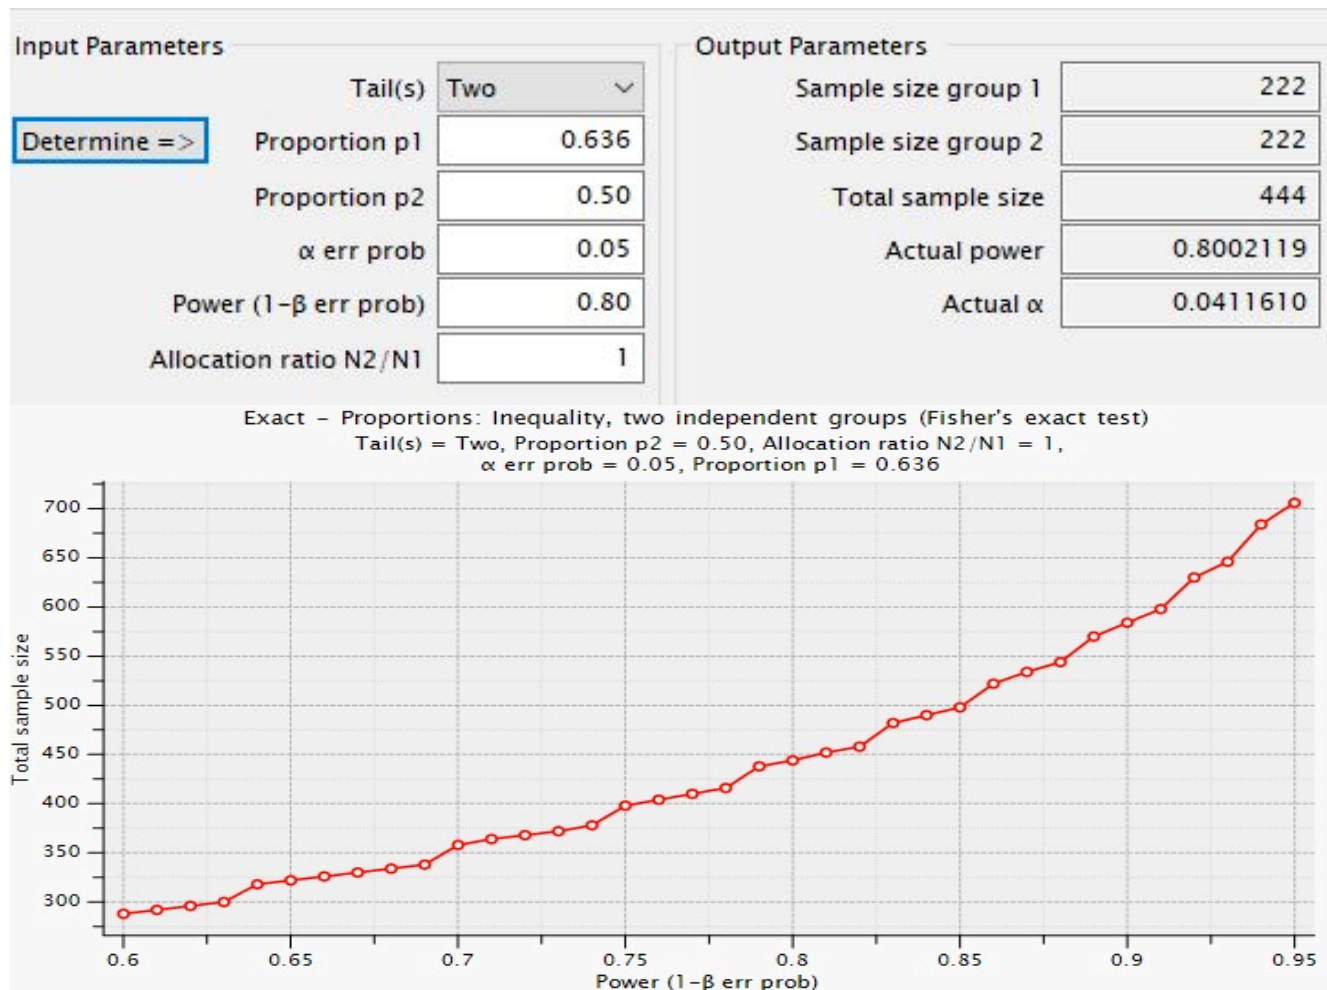 Input Parameters
Tail(s) Two
Determine => Proportion p1 0.636
Proportion p2 0.50
α err prob 0.05
Power (1-β err prob) 0.80
Allocation ratio N2/N1 1
Output Parameters
Sample size group 1 222
Sample size group 2 222
Total sample size 444
Actual power 0.8002119
Actual α 0.0411610
Exact - Proportions: Inequality, two independent groups (Fisher's exact test)
Tail(s) = Two, Proportion p2 = 0.50, Allocation ratio N2/N1 = 1,
α err prob = 0.05, Proportion p1 = 0.636
Total sample size
700
650
600
550
500
450
400
350
300
0.6 0.65 0.7 0.75 0.8 0.85 0.9 0.95
Power (1-β err prob)